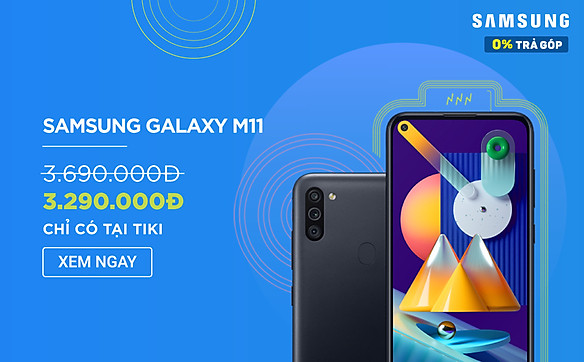 SAMSUNG
0% TRẢ GÓP
SAMSUNG GALAXY M11
3.690.000Đ
3.290.000Đ
CHỈ CÓ TẠI TIKI
XEM NGAY